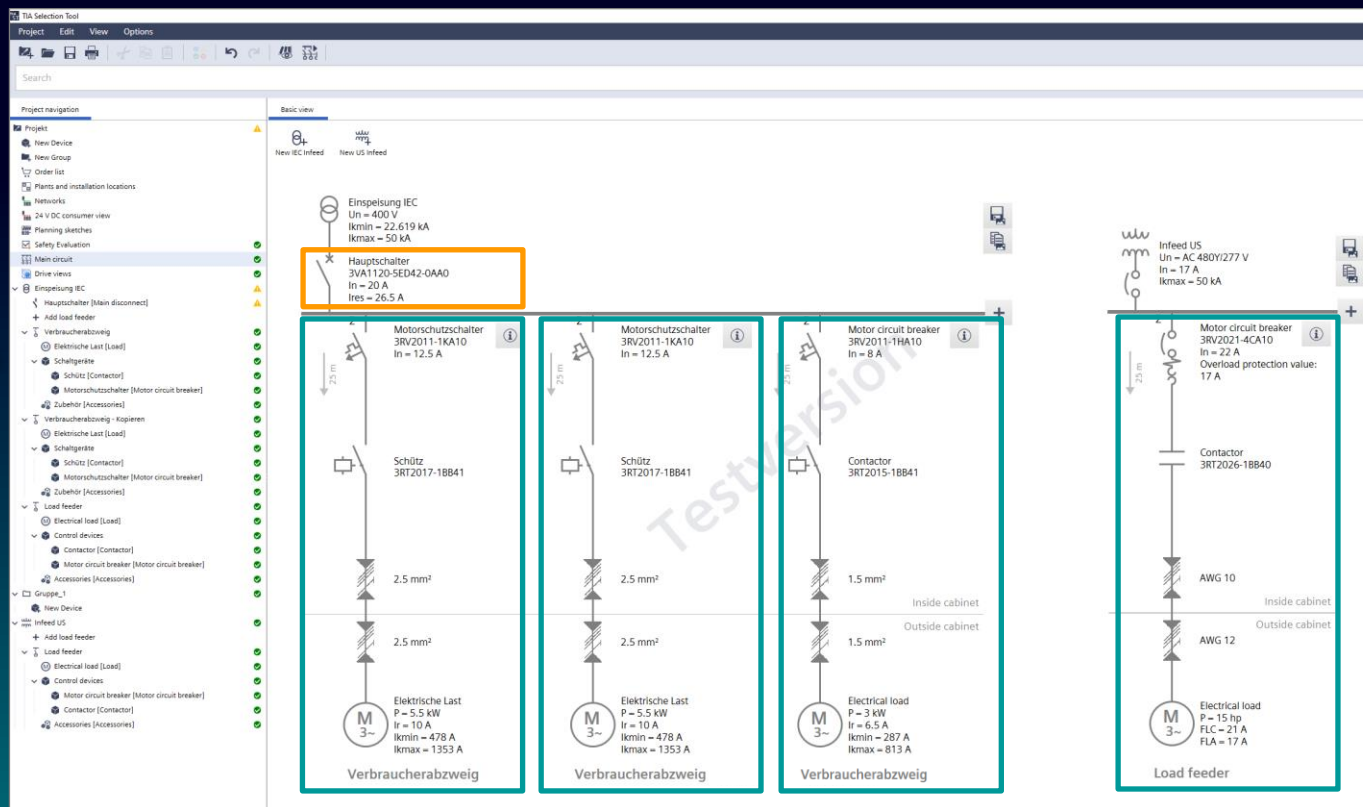 TIA Selection Tool
Project Edit View Options
Search
Project navigation
Projekt
New Device
New Group
Order list
Plants and installation locations
Networks
24 V DC consumer view
Planning sketches
Safety Evaluation
Main circuit
Drive views
Einspeisung IEC
Hauptschalter [Main disconnect]
Add load feeder
Verbraucherabzweig
Elektrische Last [Load]
Schaltgeräte
Schütz [Contactor]
Motorschutzschalter [Motor circuit breaker]
Zubehör [Accessories]
Verbraucherabzweig - Kopieren
Elektrische Last [Load]
Schaltgeräte
Schütz [Contactor]
Motorschutzschalter [Motor circuit breaker]
Zubehör [Accessories]
Load feeder
Electrical load [Load]
Control devices
Contactor [Contactor]
Motor circuit breaker [Motor circuit breaker]
Accessories [Accessories]
Gruppe_1
New Device
Infeed US
Add load feeder
Load feeder
Electrical load [Load]
Control devices
Motor circuit breaker [Motor circuit breaker]
Contactor [Contactor]
Accessories [Accessories]
Basic view
New IEC Infeed New US Infeed
Einspeisung IEC
Un = 400 V
Ikmin = 22.619 kA
Ikmax = 50 kA
Hauptschalter
3VA1120-5ED42-0AA0
In = 20 A
Ires = 26.5 A
Motorschutzschalter
3RV2011-1KA10
In = 12.5 A
25 m
Schütz
3RT2017-1BB41
2.5 mm²
2.5 mm²
Elektrische Last
P = 5.5 kW
Ir = 10 A
Ikmin = 478 A
Ikmax = 1353 A
M
3~
Verbraucherabzweig
Motorschutzschalter
3RV2011-1KA10
In = 12.5 A
25 m
Schütz
3RT2017-1BB41
2.5 mm²
2.5 mm²
Elektrische Last
P = 5.5 kW
Ir = 10 A
Ikmin = 478 A
Ikmax = 1353 A
M
3~
Verbraucherabzweig
Motor circuit breaker
3RV2011-1HA10
In = 8 A
25 m
Contactor
3RT2015-1BB41
1.5 mm²
Inside cabinet
Outside cabinet
1.5 mm²
Electrical load
P = 3 kW
Ir = 6.5 A
Ikmin = 287 A
Ikmax = 813 A
M
3~
Verbraucherabzweig
Testversion
Infeed US
Un = AC 480Y/277 V
In = 17 A
Ikmax = 50 kA
Motor circuit breaker
3RV2021-4CA10
In = 22 A
Overload protection value:
17 A
25 m
Contactor
3RT2026-1BB40
AWG 10
Inside cabinet
Outside cabinet
AWG 12
Electrical load
P = 15 hp
FLC = 21 A
FLA = 17 A
M
3~
Load feeder